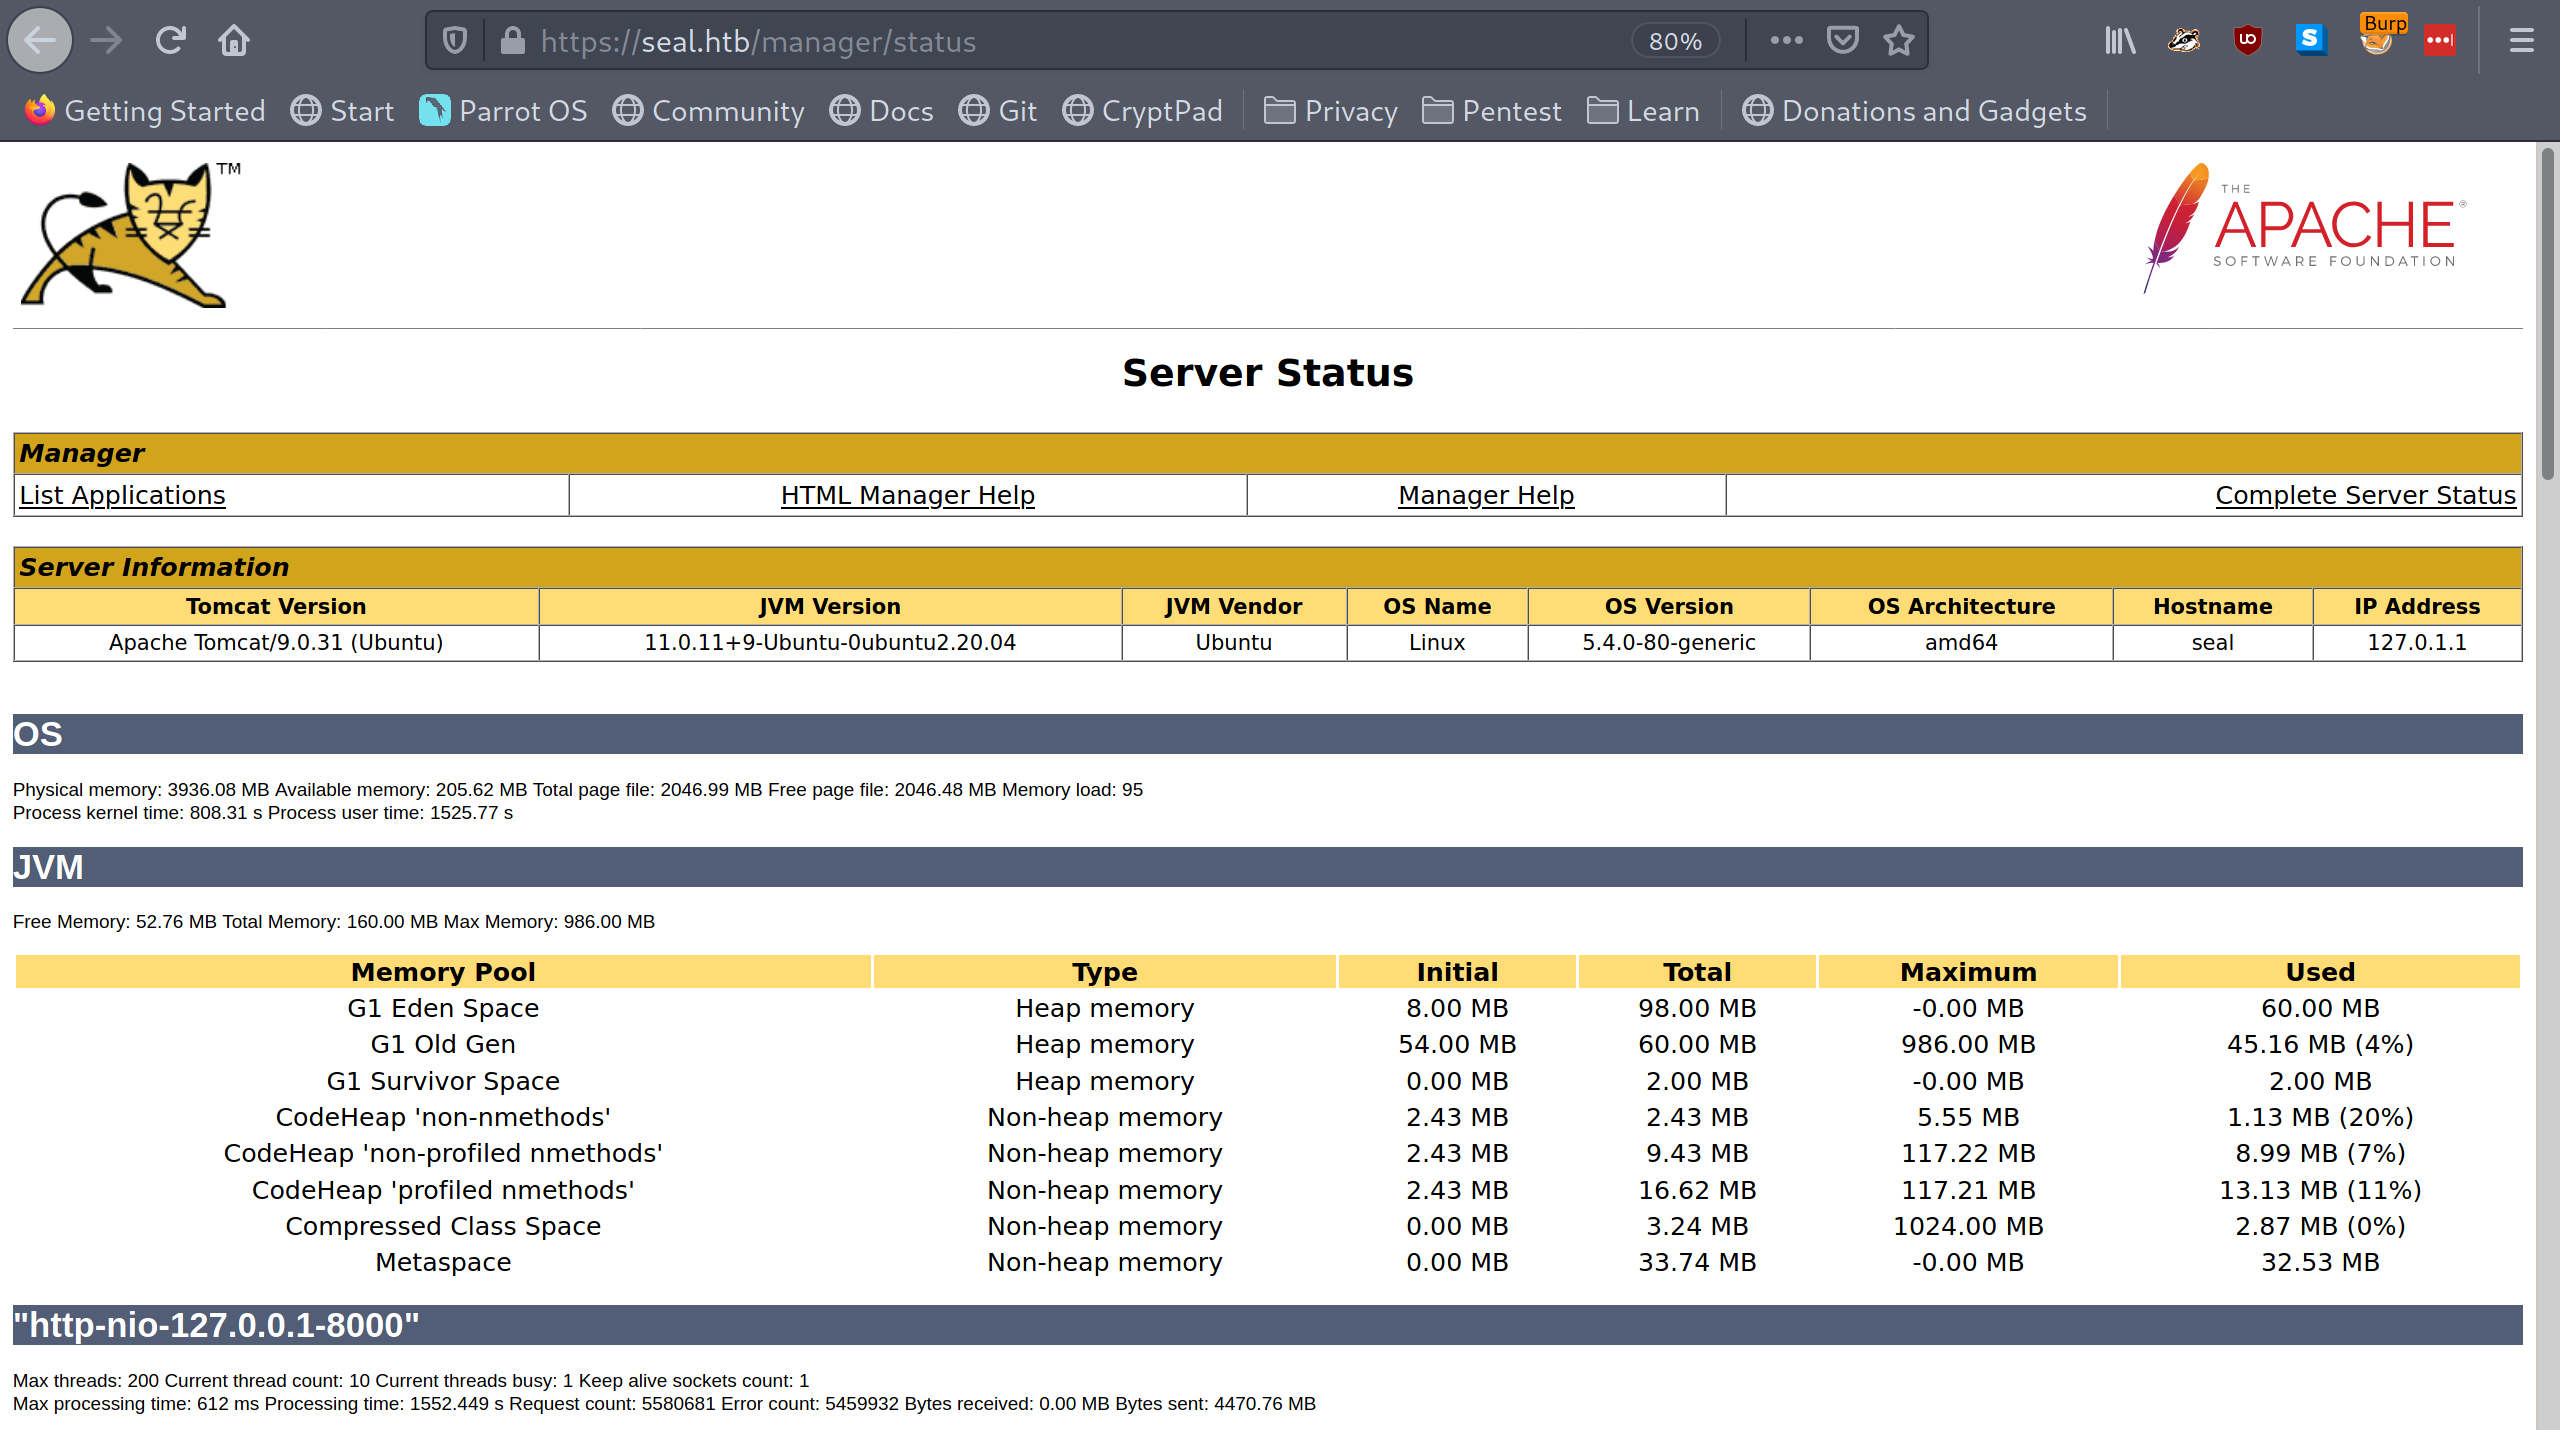 https://seal.htb/manager/status 80% Burp
Getting Started Start Parrot OS Community Docs Git CryptPad Privacy Pentest Learn Donations and Gadgets
TM
THE
APACHE®
SOFTWARE FOUNDATION
Server Status
Manager
List Applications HTML Manager Help Manager Help Complete Server Status
Server Information
Tomcat Version JVM Version JVM Vendor OS Name OS Version OS Architecture Hostname IP Address
Apache Tomcat/9.0.31 (Ubuntu) 11.0.11+9-Ubuntu-0ubuntu2.20.04 Ubuntu Linux 5.4.0-80-generic amd64 seal 127.0.1.1
OS
Physical memory: 3936.08 MB Available memory: 205.62 MB Total page file: 2046.99 MB Free page file: 2046.48 MB Memory load: 95
Process kernel time: 808.31 s Process user time: 1525.77 s
JVM
Free Memory: 52.76 MB Total Memory: 160.00 MB Max Memory: 986.00 MB
Memory Pool Type Initial Total Maximum Used
G1 Eden Space Heap memory 8.00 MB 98.00 MB -0.00 MB 60.00 MB
G1 Old Gen Heap memory 54.00 MB 60.00 MB 986.00 MB 45.16 MB (4%)
G1 Survivor Space Heap memory 0.00 MB 2.00 MB -0.00 MB 2.00 MB
CodeHeap 'non-nmethods' Non-heap memory 2.43 MB 2.43 MB 5.55 MB 1.13 MB (20%)
CodeHeap 'non-profiled nmethods' Non-heap memory 2.43 MB 9.43 MB 117.22 MB 8.99 MB (7%)
CodeHeap 'profiled nmethods' Non-heap memory 2.43 MB 16.62 MB 117.21 MB 13.13 MB (11%)
Compressed Class Space Non-heap memory 0.00 MB 3.24 MB 1024.00 MB 2.87 MB (0%)
Metaspace Non-heap memory 0.00 MB 33.74 MB -0.00 MB 32.53 MB
"http-nio-127.0.0.1-8000"
Max threads: 200 Current thread count: 10 Current threads busy: 1 Keep alive sockets count: 1
Max processing time: 612 ms Processing time: 1552.449 s Request count: 5580681 Error count: 5459932 Bytes received: 0.00 MB Bytes sent: 4470.76 MB